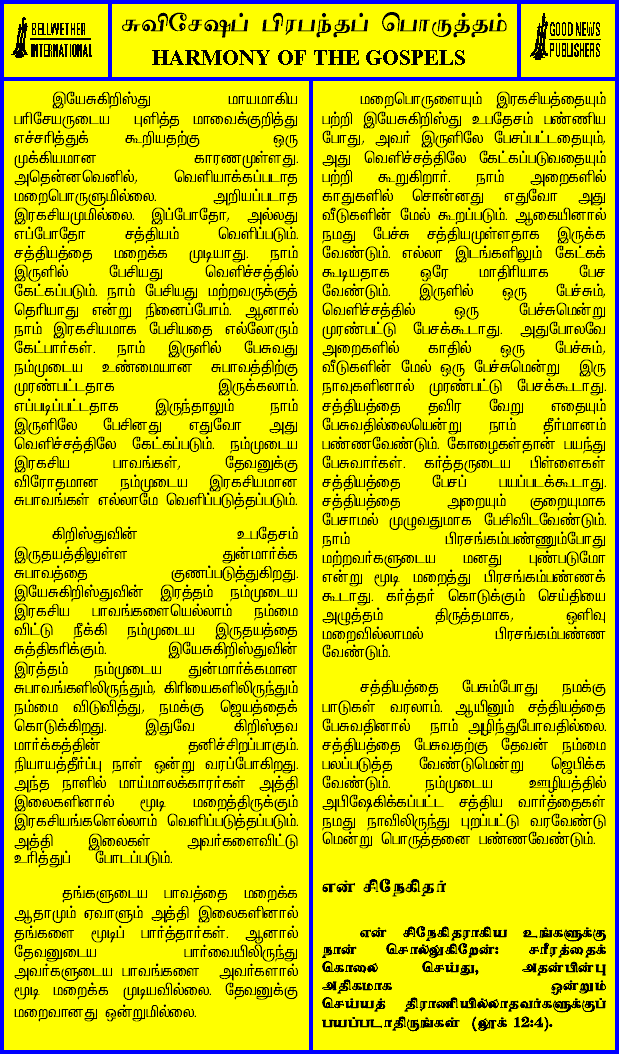 BELLWETHER
INTERNATIONAL
சுவிசேஷப் பிரபந்தப் பொருத்தம்
HARMONY OF THE GOSPELS
GOOD NEWS
PUBLISHERS
இயேசுகிறிஸ்து மாயமாகிய
பரிசேயருடைய புளித்த மாவைக்குறித்து
எச்சரித்துக் கூறியதற்கு ஒரு
முக்கியமான காரணமுள்ளது.
அதென்னவெனில், வெளியாக்கப்படாத
மறைபொருளுமில்லை. அறியப்படாத
இரகசியமுமில்லை. இப்போதோ, அல்லது
எப்போதோ சத்தியம் வெளிப்படும்.
சத்தியத்தை மறைக்க முடியாது. நாம்
இருளில் பேசியது வெளிச்சத்தில்
கேட்கப்படும். நாம் பேசியது மற்றவருக்குத்
தெரியாது என்று நினைப்போம். ஆனால்
நாம் இரகசியமாக பேசியதை எல்லோரும்
கேட்பார்கள். நாம் இருளில் பேசுவது
நம்முடைய உண்மையான சுபாவத்திற்கு
முரண்பட்டதாக இருக்கலாம்.
எப்படிப்பட்டதாக இருந்தாலும் நாம்
இருளிலே பேசினது எதுவோ அது
வெளிச்சத்திலே கேட்கப்படும். நம்முடைய
இரகசிய பாவங்கள், தேவனுக்கு
விரோதமான நம்முடைய இரகசியமான
சுபாவங்கள் எல்லாமே வெளிப்படுத்தப்படும்.
கிறிஸ்துவின் உபதேசம்
இருதயத்திலுள்ள துன்மார்க்க
சுபாவத்தை குணப்படுத்துகிறது.
இயேசுகிறிஸ்துவின் இரத்தம் நம்முடைய
இரகசிய பாவங்களையெல்லாம் நம்மை
விட்டு நீக்கி நம்முடைய இருதயத்தை
சுத்திகரிக்கும். இயேசுகிறிஸ்துவின்
இரத்தம் நம்முடைய துன்மார்க்கமான
சுபாவங்களிலிருந்தும், கிரியைகளிலிருந்தும்
நம்மை விடுவித்து, நமக்கு ஜெயத்தைக்
கொடுக்கிறது. இதுவே கிறிஸ்தவ
மார்க்கத்தின் தனிச்சிறப்பாகும்.
நியாயத்தீர்ப்பு நாள் ஒன்று வரப்போகிறது.
அந்த நாளில் மாய்மாலக்காரர்கள் அத்தி
இலைகளினால் மூடி மறைத்திருக்கும்
இரகசியங்களெல்லாம் வெளிப்படுத்தப்படும்.
அத்தி இலைகள் அவர்களைவிட்டு
உரித்துப் போடப்படும்.
தங்களுடைய பாவத்தை மறைக்க
ஆதாமும் ஏவாளும் அத்தி இலைகளினால்
தங்களை மூடிப் பார்த்தார்கள். ஆனால்
தேவனுடைய பார்வையிலிருந்து
அவர்களுடைய பாவங்களை அவர்களால்
மூடி மறைக்க முடியவில்லை. தேவனுக்கு
மறைவானது ஒன்றுமில்லை.
மறைபொருளையும் இரகசியத்தையும்
பற்றி இயேசுகிறிஸ்து உபதேசம் பண்ணிய
போது, அவர் இருளிலே பேசப்பட்டதையும்,
அது வெளிச்சத்திலே கேட்கப்படுவதையும்
பற்றி கூறுகிறார். நாம் அறைகளில்
காதுகளில் சொன்னது எதுவோ அது
வீடுகளின் மேல் கூறப்படும். ஆகையினால்
நமது பேச்சு சத்தியமுள்ளதாக இருக்க
வேண்டும். எல்லா இடங்களிலும் கேட்கக்
கூடியதாக ஒரே மாதிரியாக பேச
வேண்டும். இருளில் ஒரு பேச்சும்,
வெளிச்சத்தில் ஒரு பேச்சுமென்று
முரண்பட்டு பேசக்கூடாது. அதுபோலவே
அறைகளில் காதில் ஒரு பேச்சும்,
வீடுகளின் மேல் ஒரு பேச்சுமென்று இரு
நாவுகளினால் முரண்பட்டு பேசக்கூடாது.
சத்தியத்தை தவிர வேறு எதையும்
பேசுவதில்லையென்று நாம் தீர்மானம்
பண்ணவேண்டும். கோழைகள்தான் பயந்து
பேசுவார்கள். கர்த்தருடைய பிள்ளைகள்
சத்தியத்தை பேசப் பயப்படக்கூடாது.
சத்தியத்தை அறையும் குறையுமாக
பேசாமல் முழுவதுமாக பேசிவிடவேண்டும்.
நாம் பிரசங்கம்பண்ணும்போது
மற்றவர்களுடைய மனது புண்படுமோ
என்று மூடி மறைத்து பிரசங்கம்பண்ணக்
கூடாது. கர்த்தர் கொடுக்கும் செய்தியை
அழுத்தம் திருத்தமாக, ஒளிவு
மறைவில்லாமல் பிரசங்கம்பண்ண
வேண்டும்.
சத்தியத்தை பேசும்போது நமக்கு
பாடுகள் வரலாம். ஆயினும் சத்தியத்தை
பேசுவதினால் நாம் அழிந்துபோவதில்லை.
சத்தியத்தை பேசுவதற்கு தேவன் நம்மை
பலப்படுத்த வேண்டுமென்று ஜெபிக்க
வேண்டும். நம்முடைய ஊழியத்தில்
அபிஷேகிக்கப்பட்ட சத்திய வார்த்தைகள்
நமது நாவிலிருந்து புறப்பட்டு வரவேண்டு
மென்று பொருத்தனை பண்ணவேண்டும்.
என் சிநேகிதர்
என் சிநேகிதராகிய உங்களுக்கு
நான் சொல்லுகிறேன்: சரீரத்தைக்
கொலை செய்து, அதன்பின்பு
அதிகமாக ஒன்றும்
செய்யத் திராணியில்லாதவர்களுக்குப்
பயப்படாதிருங்கள் (லூக் 12:4).